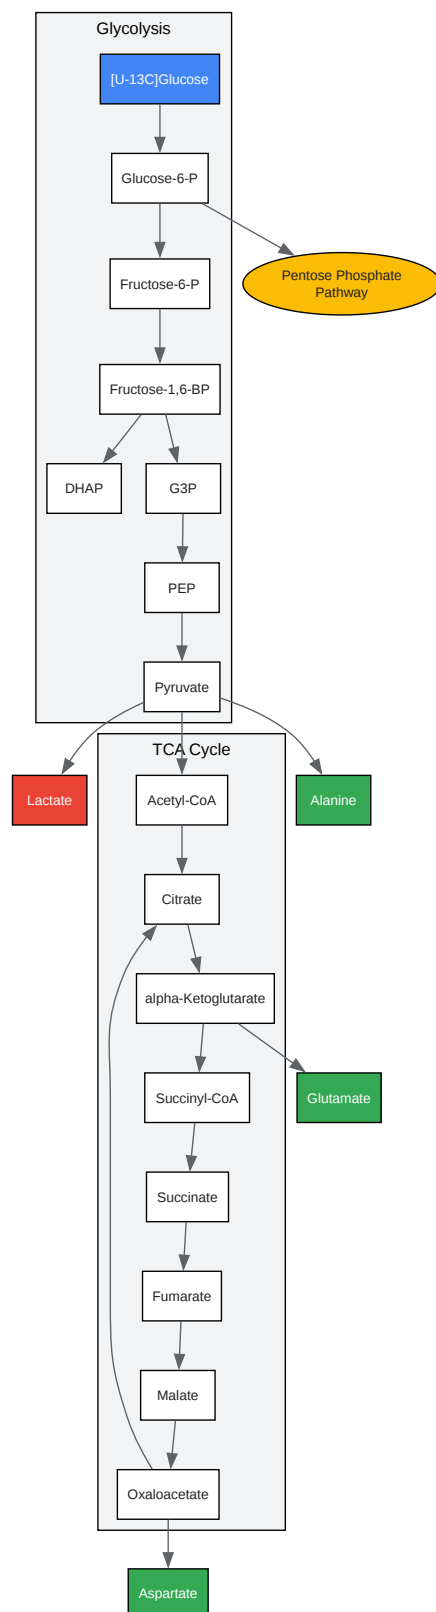 Glycolysis
[U-13C]Glucose
Glucose-6-P
Fructose-6-P
Pentose Phosphate
Pathway
Fructose-1,6-BP
DHAP
G3P
PEP
Pyruvate
TCA Cycle
Lactate
Acetyl-CoA
Alanine
Citrate
alpha-Ketoglutarate
Succinyl-CoA
Glutamate
Succinate
Fumarate
Malate
Oxaloacetate
Aspartate